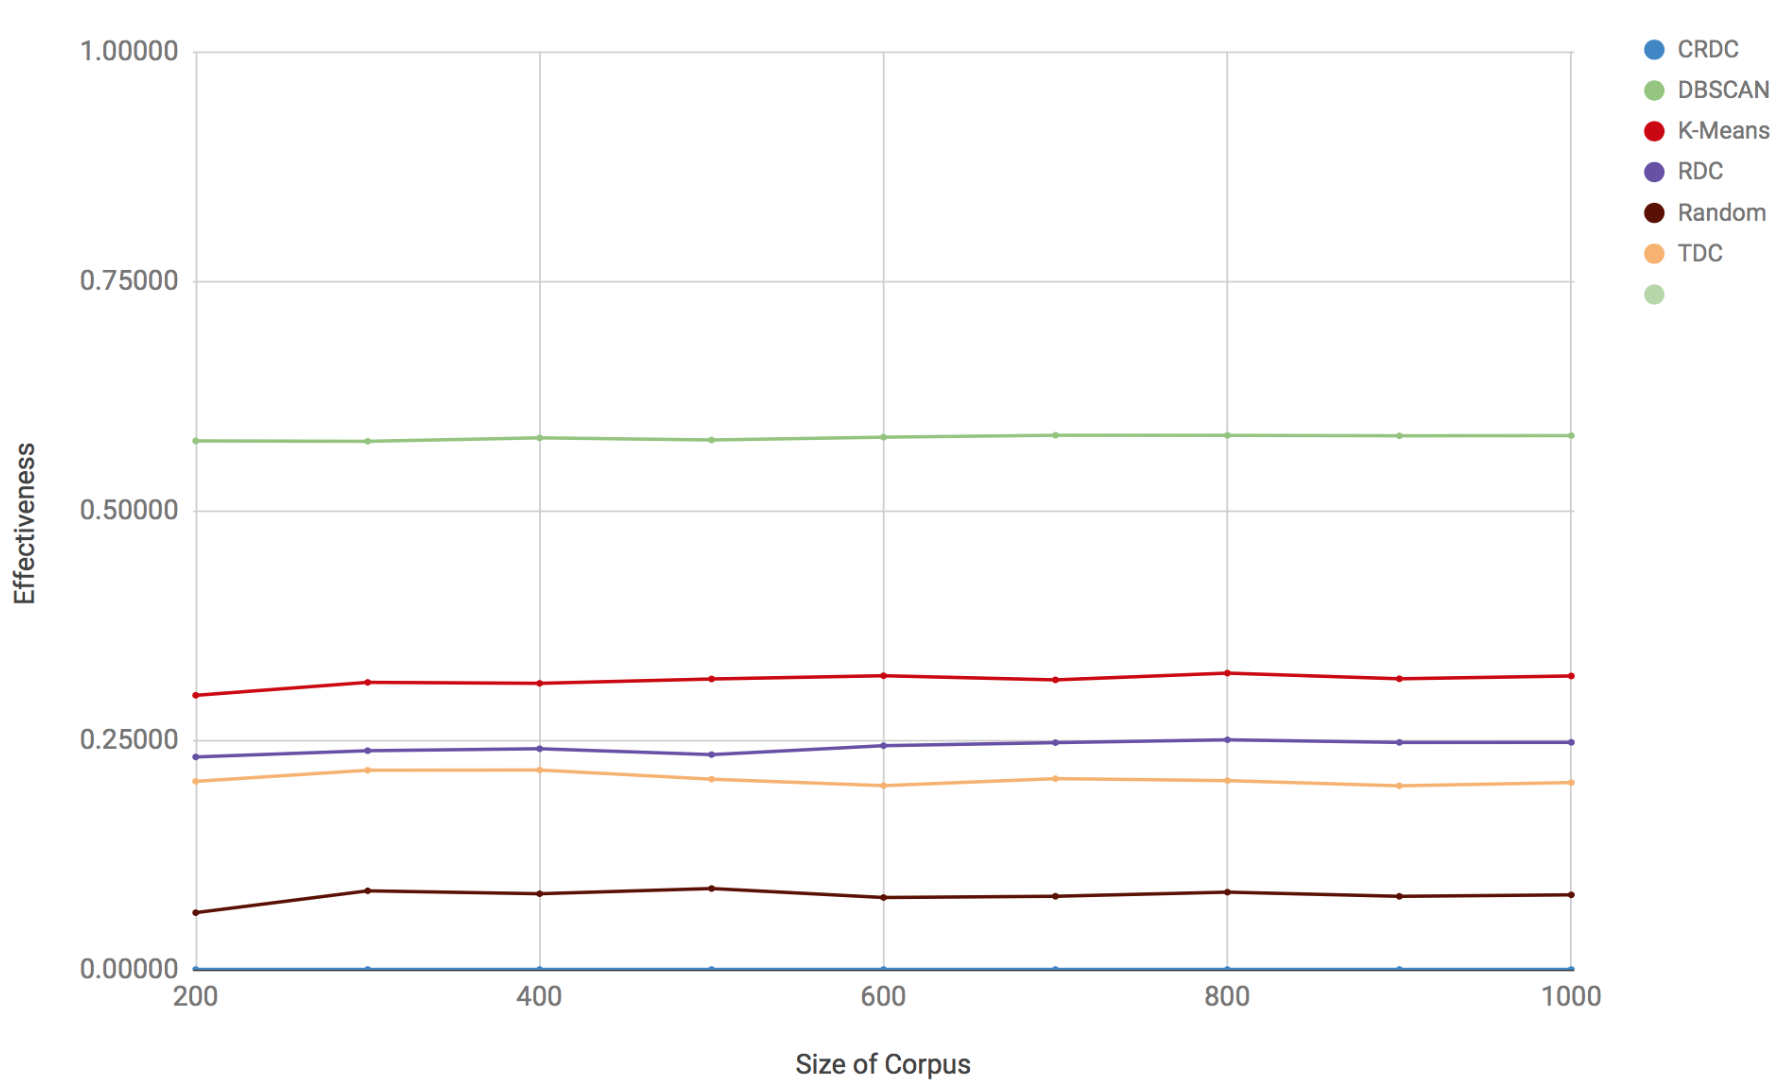 1.00000
0.75000
0.50000
0.25000
0.00000
Effectiveness
200 400 600 800 1000
Size of Corpus
CRDC
DBSCAN
K-Means
RDC
Random
TDC